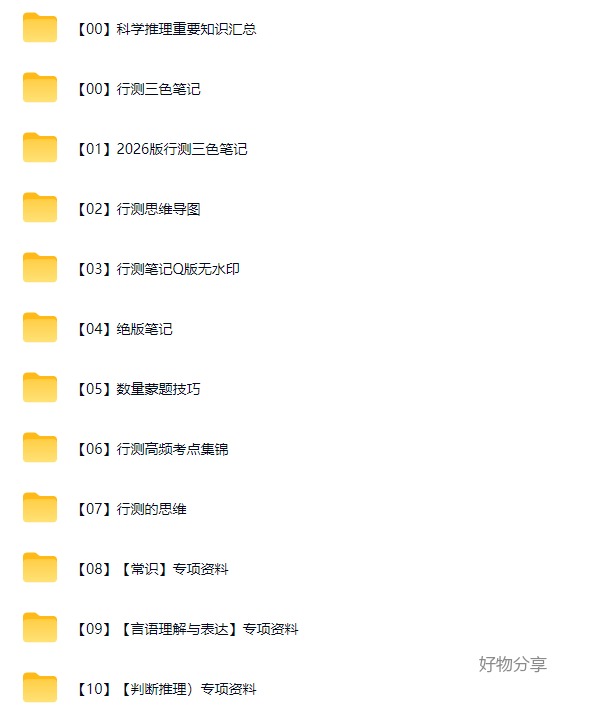 【00】科学推理重要知识汇总
【00】行测三色笔记
【01】2026版行测三色笔记
【02】行测思维导图
【03】行测笔记Q版无水印
【04】绝版笔记
【05】数量蒙题技巧
【06】行测高频考点集锦
【07】行测的思维
【08】【常识】专项资料
【09】【言语理解与表达】专项资料
【10】【判断推理）专项资料
好物分享